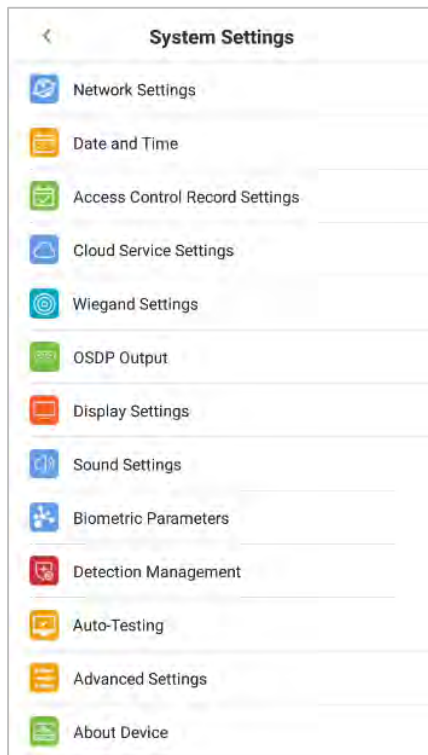 System Settings
Network Settings
Date and Time
Access Control Record Settings
Cloud Service Settings
Wiegand Settings
OSDP Output
Display Settings
Sound Settings
Biometric Parameters
Detection Management
Auto-Testing
Advanced Settings
About Device